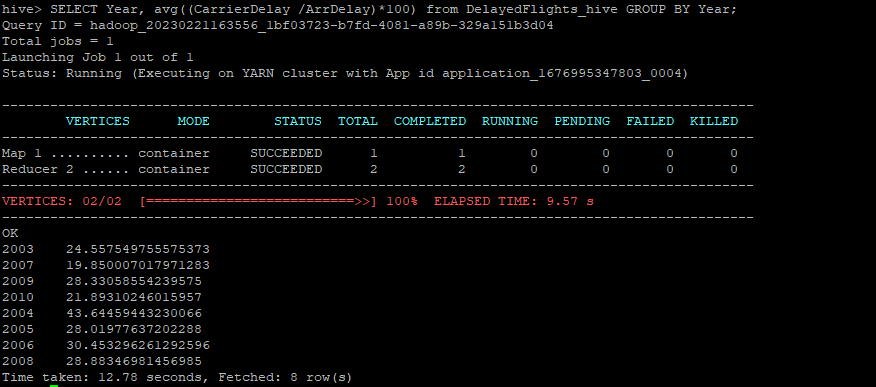 hive> SELECT Year, avg((CarrierDelay /ArrDelay)*100) from DelayedFlights_hive GROUP BY Year;
Query ID = hadoop_20230221163556_1bf03723-b7fd-4081-a89b-329a151b3d04
Total jobs = 1
Launching Job 1 out of 1
Status: Running (Executing on YARN cluster with App id application_1676995347803_0004)
----------------------------------------------------------------------------------------------
VERTICES MODE STATUS TOTAL COMPLETED RUNNING PENDING FAILED KILLED
----------------------------------------------------------------------------------------------
Map 1 .......... container SUCCEEDED 1 1 0 0 0 0
Reducer 2 ...... container SUCCEEDED 2 2 0 0 0 0
----------------------------------------------------------------------------------------------
VERTICES: 02/02 [==========================>>] 100% ELAPSED TIME: 9.57 s
----------------------------------------------------------------------------------------------
OK
2003 24.557549755575373
2007 19.850007017971283
2009 28.33058554239575
2010 21.89310246015957
2004 43.64459443230066
2005 28.01977637202288
2006 30.453296261292596
2008 28.88346981456985
Time taken: 12.78 seconds, Fetched: 8 row(s)